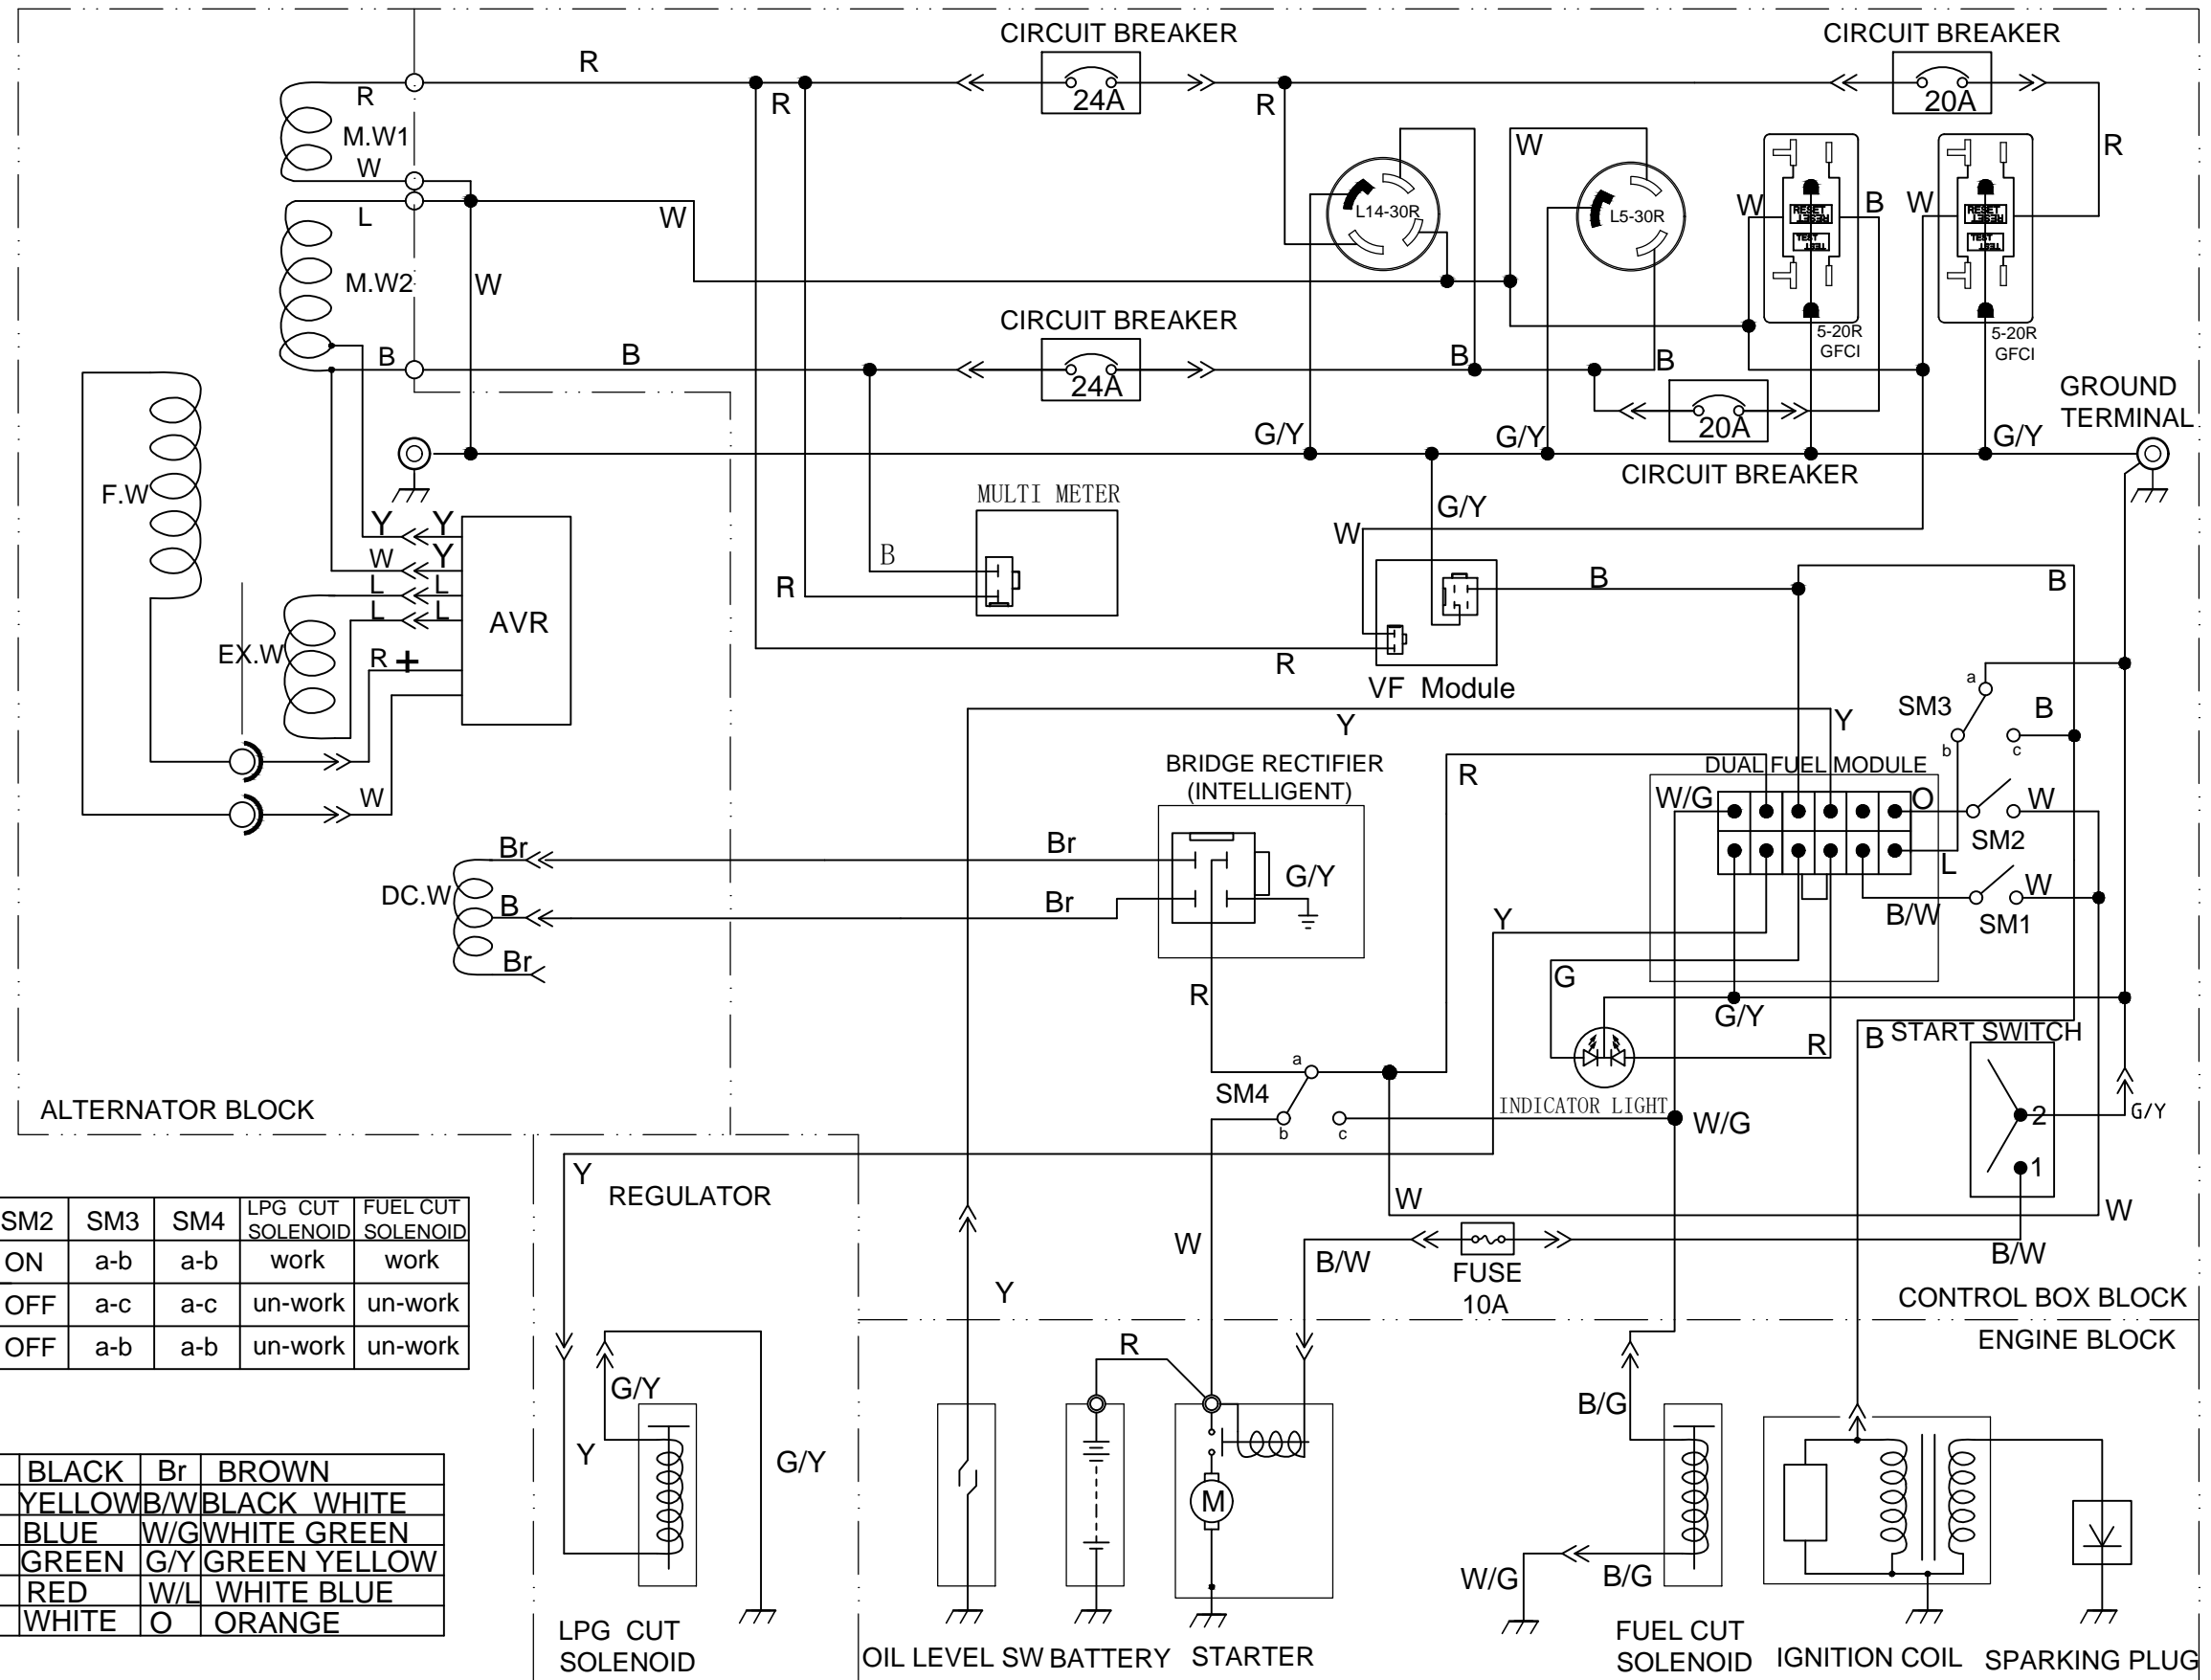 CIRCUIT BREAKER
CIRCUIT BREAKER
R
24A
20A
R
R
R
R
M.W1
W
L
M.W2
W
W
W
L14-30R
L5-30R
W
RESET
TEST
B
W
RESET
TEST
5-20R
GFCI
5-20R
GFCI
B
B
CIRCUIT BREAKER
24A
B
B
20A
CIRCUIT BREAKER
GROUND
TERMINAL
G/Y
G/Y
G/Y
G/Y
W
F.W
Y
Y
W
Y
L
L
L
L
AVR
EX.W
R +
W
MULTI METER
B
R
R
VF Module
B
B
Y
Y
SM3
a
b
c
B
BRIDGE RECTIFIER
(INTELLIGENT)
R
DUAL FUEL MODULE
W/G
O
W
SM2
L
W
SM1
B/W
Br
Br
DC.W
B
Br
Br
G/Y
R
Y
G
G/Y
R
B
START SWITCH
2
1
G/Y
SM4
a
b
c
INDICATOR LIGHT
W/G
ALTERNATOR BLOCK
Y
REGULATOR
W
W
W
B/W
FUSE
10A
B/W
CONTROL BOX BLOCK
ENGINE BLOCK
Y
SM2 SM3 SM4 LPG CUT SOLENOID FUEL CUT SOLENOID
ON a-b a-b work work
OFF a-c a-c un-work un-work
OFF a-b a-b un-work un-work
BLACK Br BROWN
YELLOW B/W BLACK WHITE
BLUE W/G WHITE GREEN
GREEN G/Y GREEN YELLOW
RED W/L WHITE BLUE
WHITE O ORANGE
G/Y
Y
G/Y
R
M
B/G
W/G
B/G
LPG CUT
SOLENOID
OIL LEVEL SW
BATTERY
STARTER
FUEL CUT
SOLENOID
IGNITION COIL
SPARKING PLUG